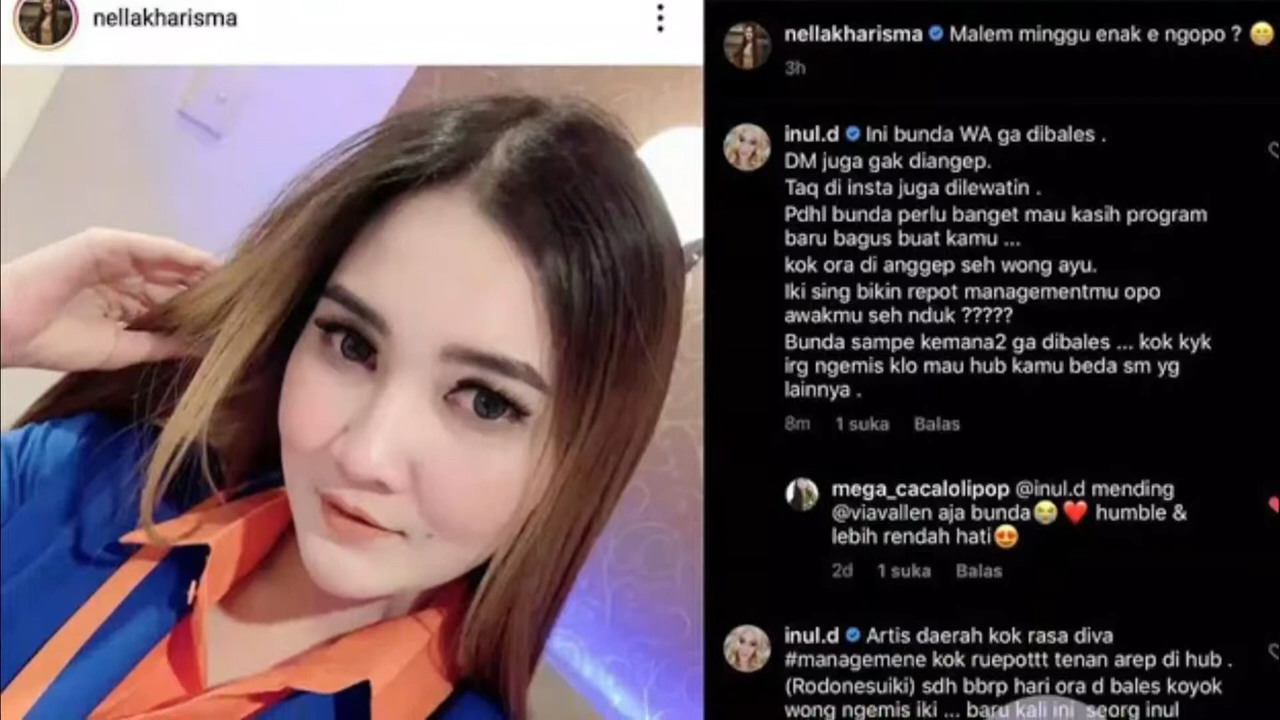 nellakharisma
nellakharisma Malem minggu enak e ngopo ? 😁
3h
inul.d Ini bunda WA ga dibales .
DM juga gak diangep.
Taq di insta juga dilewatin .
Pdhl bunda perlu banget mau kasih program
baru bagus buat kamu ...
kok ora di anggep seh wong ayu.
Iki sing bikin repot managementmu opo
awakmu seh nduk ?????
Bunda sampe kemana2 ga dibales ... kok kyk
irg ngemis klo mau hub kamu beda sm yg
lainnya .
8m 1 suka Balas
mega_cacalolipop @inul.d mending
@viavallen aja bunda😭❤️ humble &
lebih rendah hati😍
2d 1 suka Balas
inul.d Artis daerah kok rasa diva
#managemene kok ruepottt tenan arep di hub .
(Rodonesuiki) sdh bbrp hari ora d bales koyok
wong ngemis iki ... baru kali ini seorg inul